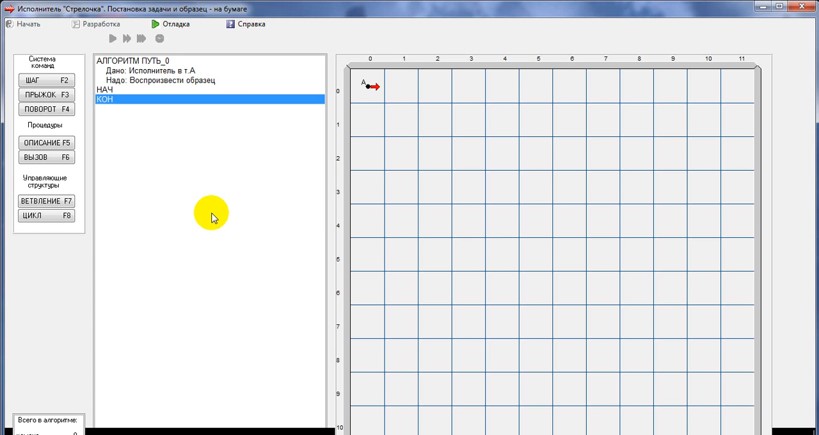 Исполнитель "Стрелочка". Постановка задачи и образец - на бумаге
Начать Разработка Отладка Справка
Система команд
ШАГ F2
ПРЫЖОК F3
ПОВОРОТ F4
Процедуры
ОПИСАНИЕ F5
ВЫЗОВ F6
Управляющие структуры
ВЕТВЛЕНИЕ F7
ЦИКЛ F8
Всего в алгоритме:
АЛГОРИТМ ПУТЬ_0
Дано: Исполнитель в т.А
Надо: Воспроизвести образец
НАЧ
КОН
0 1 2 3 4 5 6 7 8 9 10 11
А
0
1
2
3
4
5
6
7
8
9
10